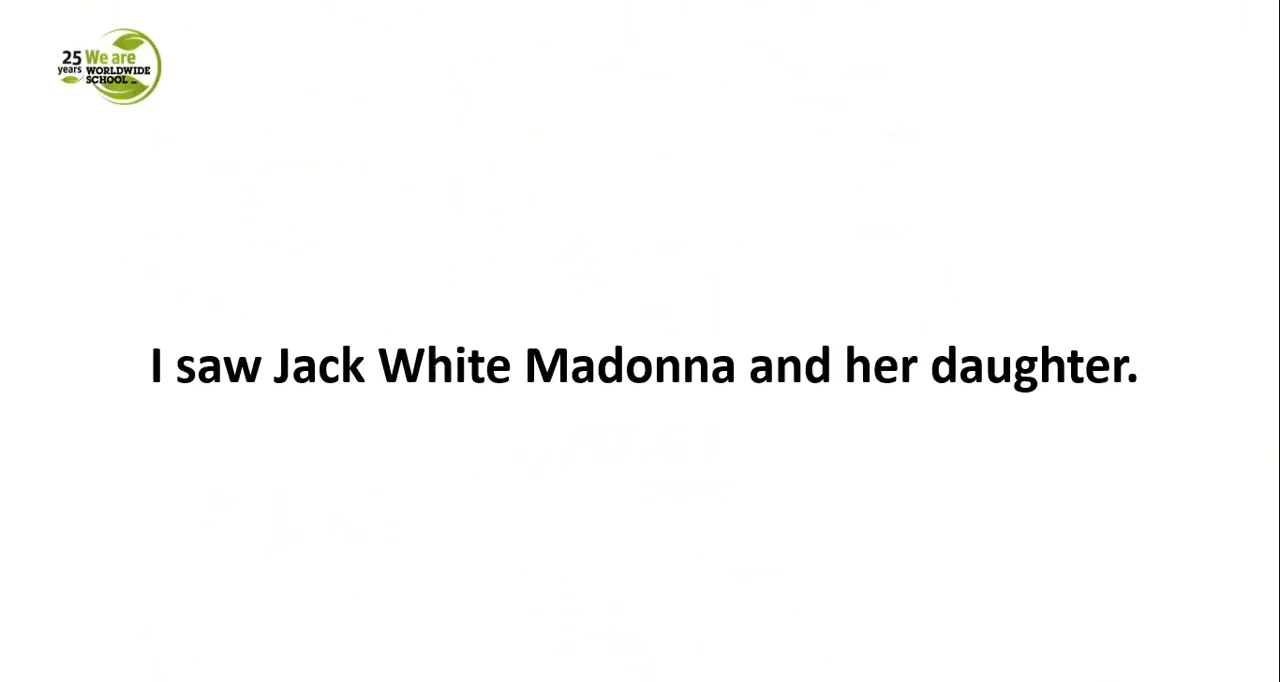 25 We are
years WORLDWIDE
SCHOOL
I saw Jack White Madonna and her daughter.